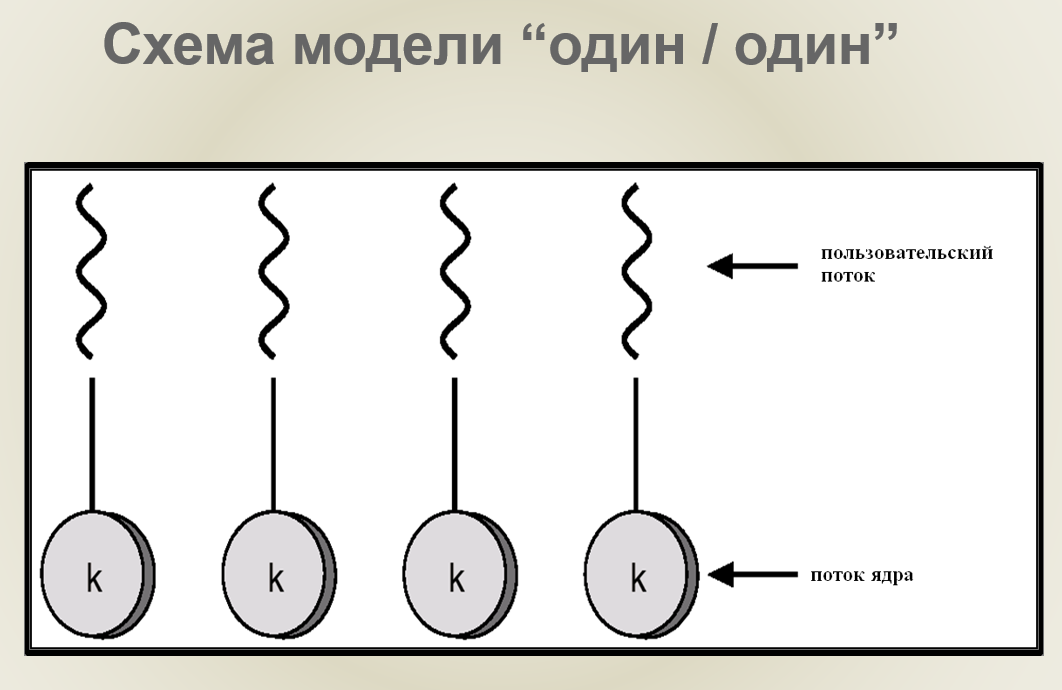 Схема модели “один / один”
пользовательский
поток
k k k k
поток ядра